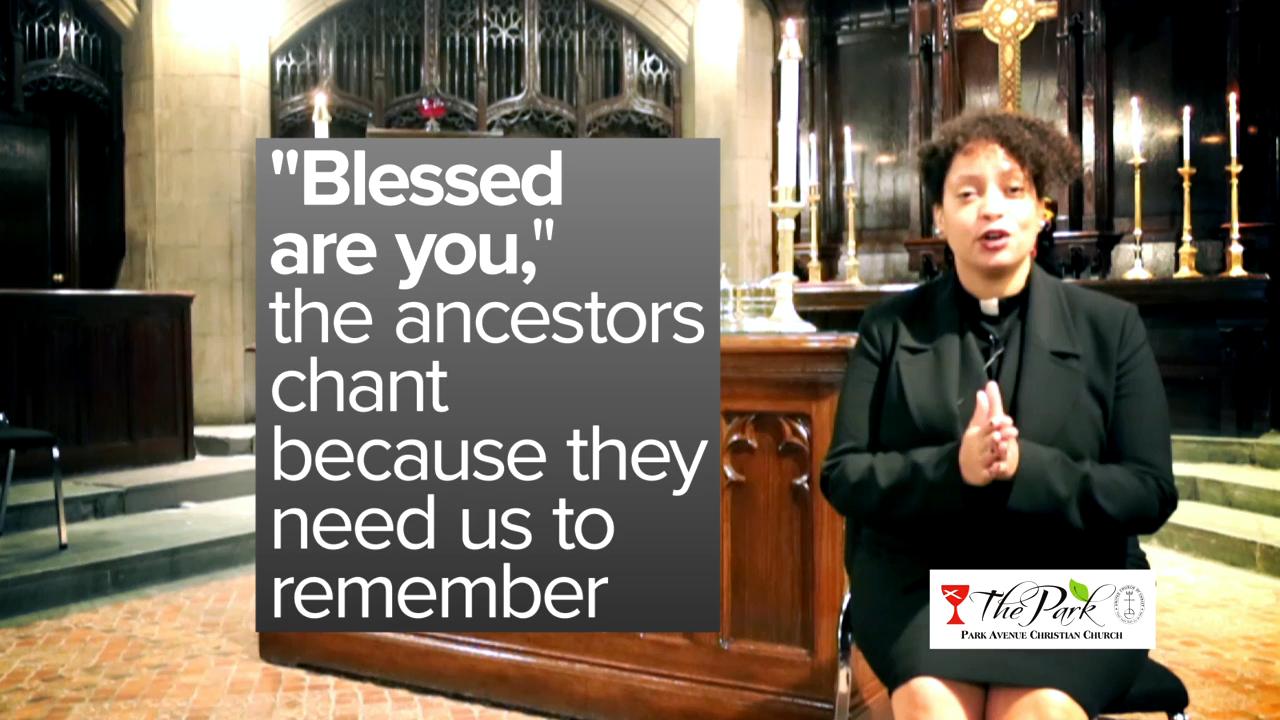 "Blessed
are you,"
the ancestors
chant
because they
need us to
remember
The Park
PARK AVENUE CHRISTIAN CHURCH